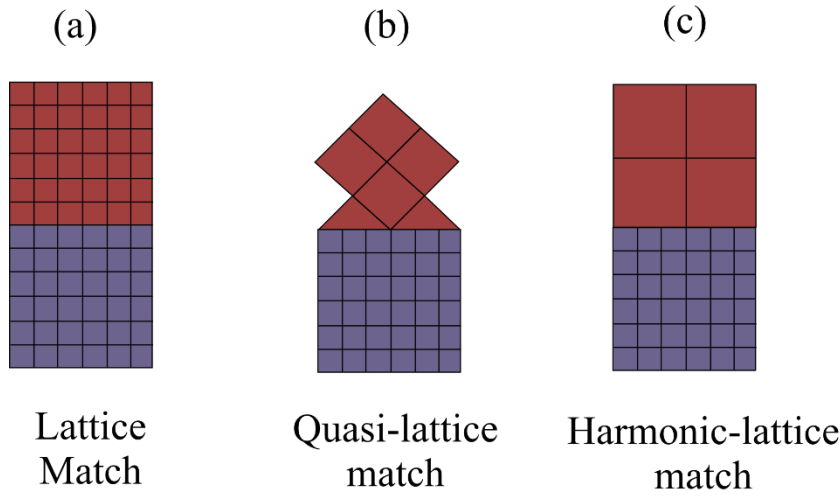 (a)
(b)
(c)
Lattice
Match
Quasi-lattice
match
Harmonic-lattice
match